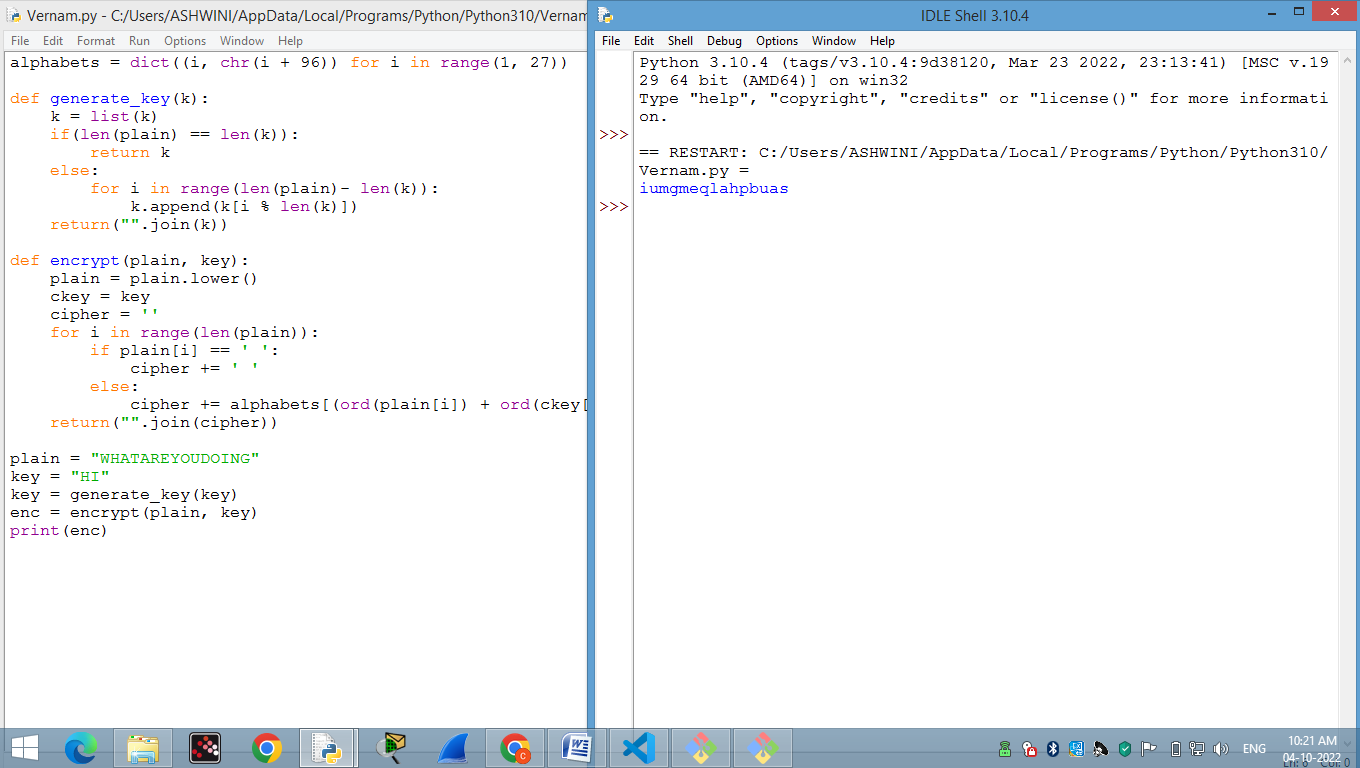 Vernam.py - C:/Users/ASHWINI/AppData/Local/Programs/Python/Python310/Vernam
File Edit Format Run Options Window Help
alphabets = dict((i, chr(i + 96)) for i in range(1, 27))
def generate_key(k):
    k = list(k)
    if(len(plain) == len(k)):
        return k
    else:
        for i in range(len(plain)- len(k)):
            k.append(k[i % len(k)])
    return("".join(k))
def encrypt(plain, key):
    plain = plain.lower()
    ckey = key
    cipher = ''
    for i in range(len(plain)):
        if plain[i] == ' ':
            cipher += ' '
        else:
            cipher += alphabets[(ord(plain[i]) + ord(ckey[
    return("".join(cipher))
plain = "WHATAREYOUDOING"
key = "HI"
key = generate_key(key)
enc = encrypt(plain, key)
print(enc)
IDLE Shell 3.10.4
File Edit Shell Debug Options Window Help
Python 3.10.4 (tags/v3.10.4:9d38120, Mar 23 2022, 23:13:41) [MSC v.19
29 64 bit (AMD64)] on win32
Type "help", "copyright", "credits" or "license()" for more informati
on.
>>>
== RESTART: C:/Users/ASHWINI/AppData/Local/Programs/Python/Python310/
Vernam.py =
iumgmeqlahpbuas
>>>
ENG
10:21 AM
04-10-2022